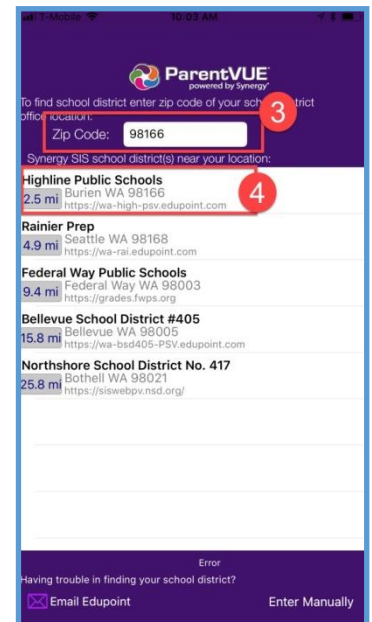 T-Mobile 10:03 AM
ParentVUE
powered by Synergy
To find school district enter zip code of your school district
office location:
3
Zip Code: 98166
Synergy SIS school district(s) near your location:
Highline Public Schools
2.5 mi Burien WA 98166
https://wa-high-psv.edupoint.com
4
Rainier Prep
4.9 mi Seattle WA 98168
https://wa-rai.edupoint.com
Federal Way Public Schools
9.4 mi Federal Way WA 98003
https://grades.fwps.org
Bellevue School District #405
15.8 mi Bellevue WA 98005
https://wa-bsd405-PSV.edupoint.com
Northshore School District No. 417
25.8 mi Bothell WA 98021
https://siswebpv.nsd.org/
Error
Having trouble in finding your school district?
Email Edupoint Enter Manually